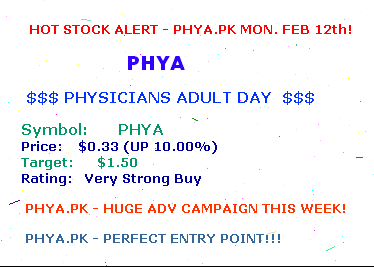 HOT STOCK ALERT - PHYA.PK MON. FEB 12th!
PHYA
$$$ PHYSICIANS ADULT DAY $$$
Symbol: PHYA
Price: $0.33 (UP 10.00%)
Target: $1.50
Rating: Very Strong Buy
PHYA.PK - HUGE ADV CAMPAIGN THIS WEEK!
PHYA.PK - PERFECT ENTRY POINT!!!